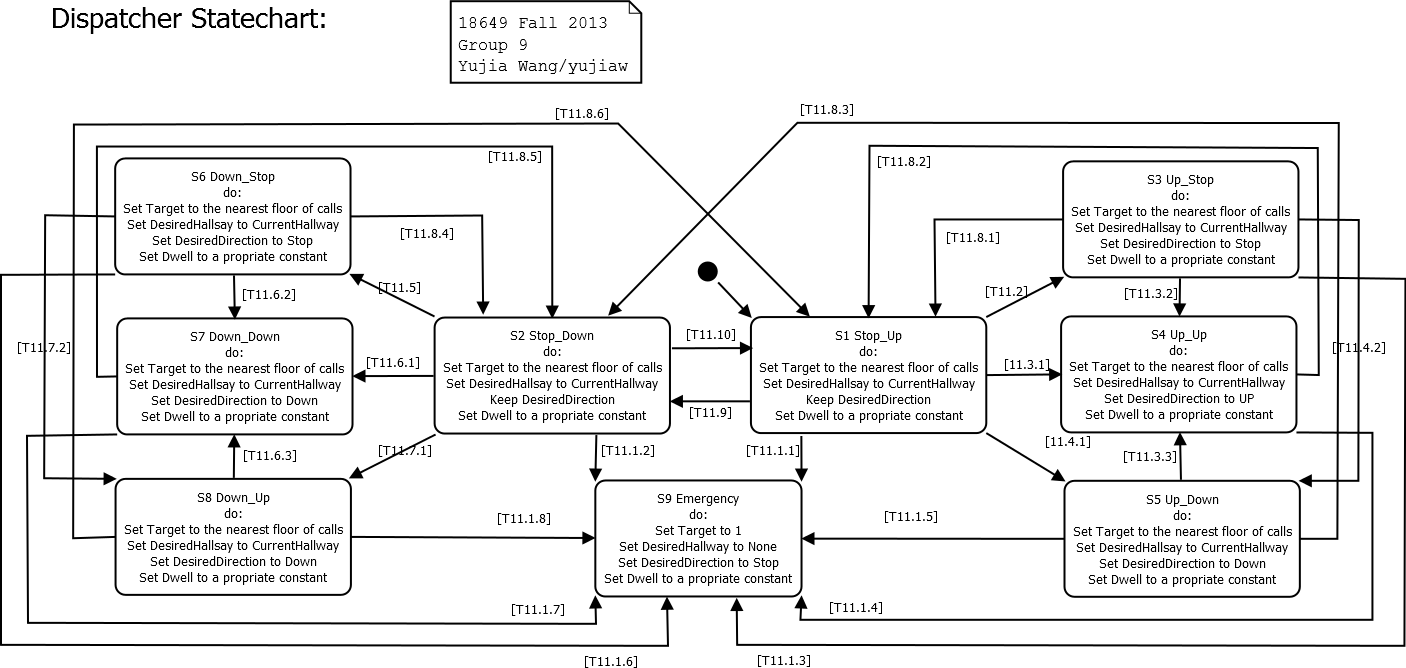 Dispatcher Statechart:
18649 Fall 2013
Group 9
Yujia Wang/yujiaw
[T11.8.6]
[T11.8.3]
[T11.8.5]
[T11.8.2]
S6 Down_Stop
do:
Set Target to the nearest floor of calls
Set DesiredHallsay to CurrentHallway
Set DesiredDirection to Stop
Set Dwell to a propriate constant
S3 Up_Stop
do:
Set Target to the nearest floor of calls
Set DesiredHallsay to CurrentHallway
Set DesiredDirection to Stop
Set Dwell to a propriate constant
[T11.8.4]
[T11.8.1]
[T11.6.2]
[T11.5]
[T11.2]
[T11.3.2]
[T11.7.2]
[T11.4.2]
S7 Down_Down
do:
Set Target to the nearest floor of calls
Set DesiredHallsay to CurrentHallway
Set DesiredDirection to Down
Set Dwell to a propriate constant
[T11.6.1]
S2 Stop_Down
do:
Set Target to the nearest floor of calls
Set DesiredHallsay to CurrentHallway
Keep DesiredDirection
Set Dwell to a propriate constant
[T11.10]
[T11.9]
S1 Stop_Up
do:
Set Target to the nearest floor of calls
Set DesiredHallsay to CurrentHallway
Keep DesiredDirection
Set Dwell to a propriate constant
[11.3.1]
S4 Up_Up
do:
Set Target to the nearest floor of calls
Set DesiredHallsay to CurrentHallway
Set DesiredDirection to UP
Set Dwell to a propriate constant
[T11.6.3]
[T11.7.1]
[T11.1.2]
[T11.1.1]
[11.4.1]
[T11.3.3]
S8 Down_Up
do:
Set Target to the nearest floor of calls
Set DesiredHallsay to CurrentHallway
Set DesiredDirection to Down
Set Dwell to a propriate constant
[T11.1.8]
S9 Emergency
do:
Set Target to 1
Set DesiredHallway to None
Set DesiredDirection to Stop
Set Dwell to a propriate constant
[T11.1.5]
S5 Up_Down
do:
Set Target to the nearest floor of calls
Set DesiredHallsay to CurrentHallway
Set DesiredDirection to Down
Set Dwell to a propriate constant
[T11.1.7]
[T11.1.4]
[T11.1.6]
[T11.1.3]